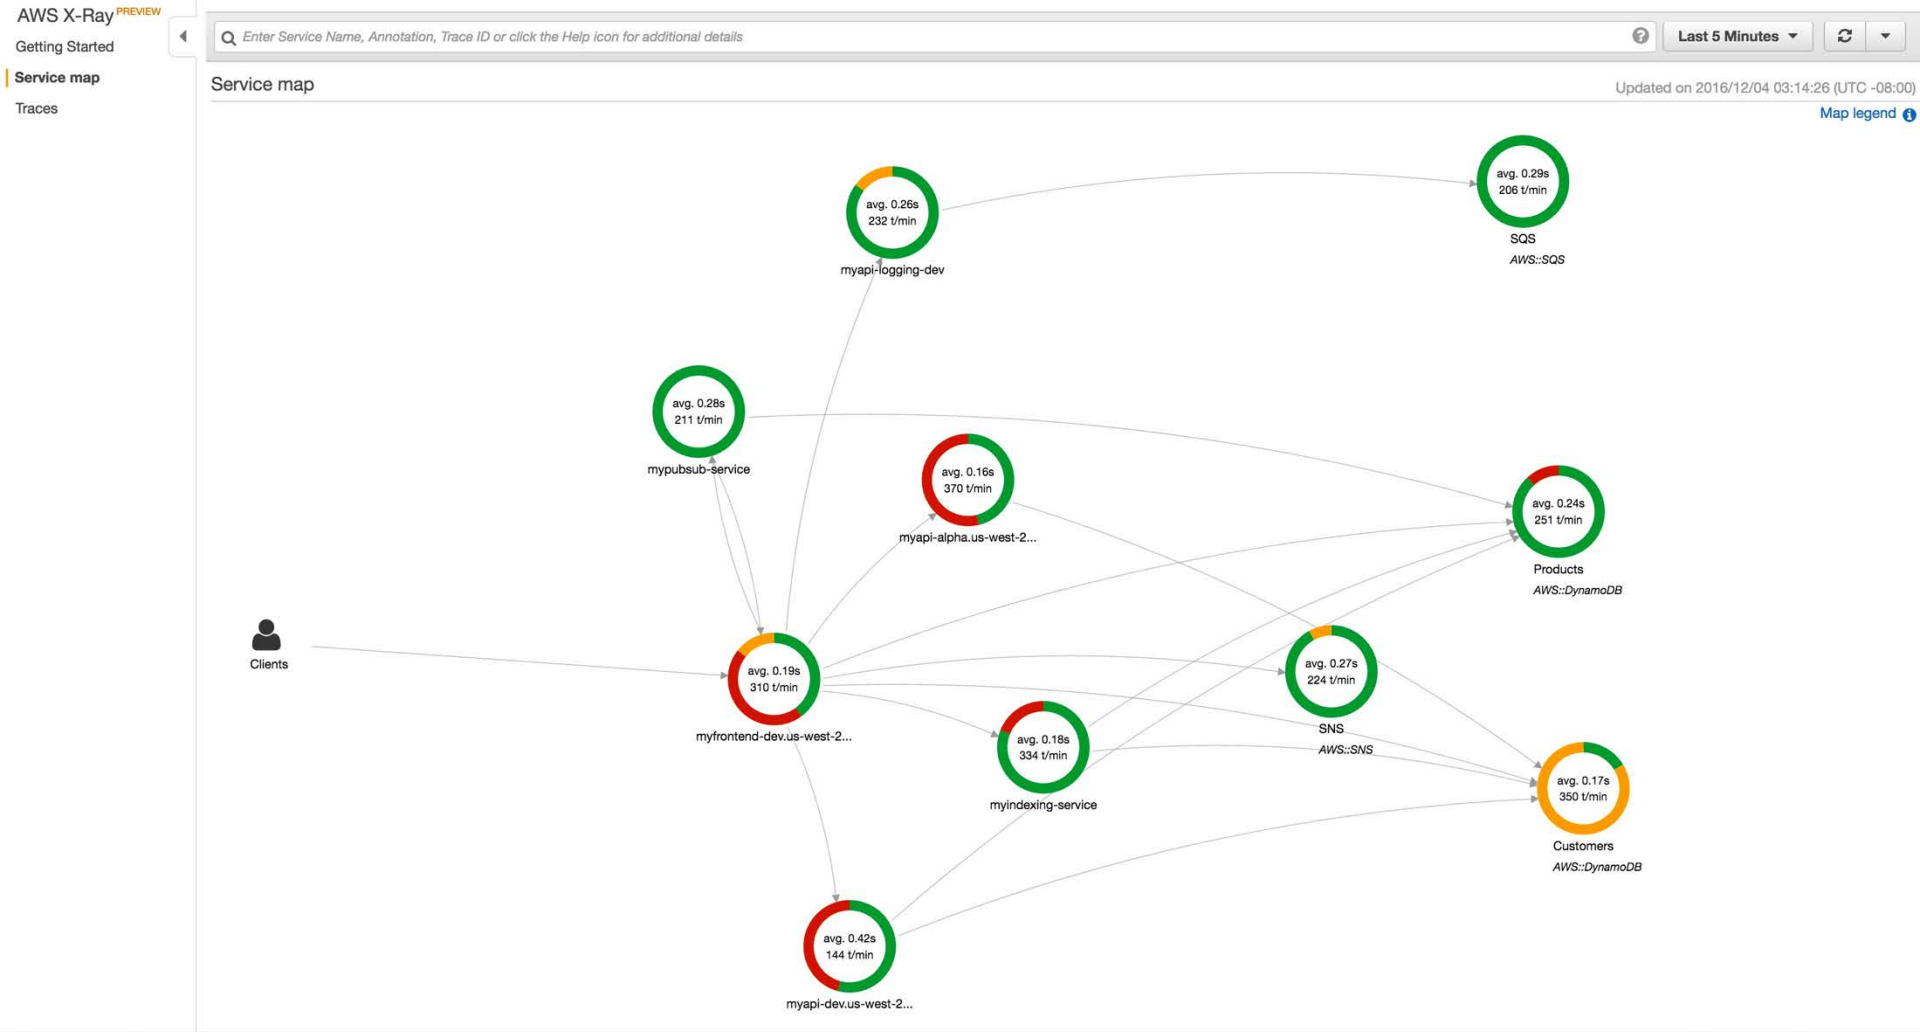 AWS X-Ray PREVIEW
Getting Started
Service map
Traces
Enter Service Name, Annotation, Trace ID or click the Help icon for additional details
?
Last 5 Minutes
Service map
Updated on 2016/12/04 03:14:26 (UTC -08:00)
Map legend i
avg. 0.29s
206 t/min
SQS
AWS::SQS
avg. 0.26s
232 t/min
myapi-logging-dev
avg. 0.28s
211 t/min
mypubsub-service
avg. 0.16s
370 t/min
myapi-alpha.us-west-2...
avg. 0.24s
251 t/min
Products
AWS::DynamoDB
Clients
avg. 0.19s
310 t/min
myfrontend-dev.us-west-2...
avg. 0.27s
224 t/min
SNS
AWS::SNS
avg. 0.18s
334 t/min
myindexing-service
avg. 0.17s
350 t/min
Customers
AWS::DynamoDB
avg. 0.42s
144 t/min
myapi-dev.us-west-2...